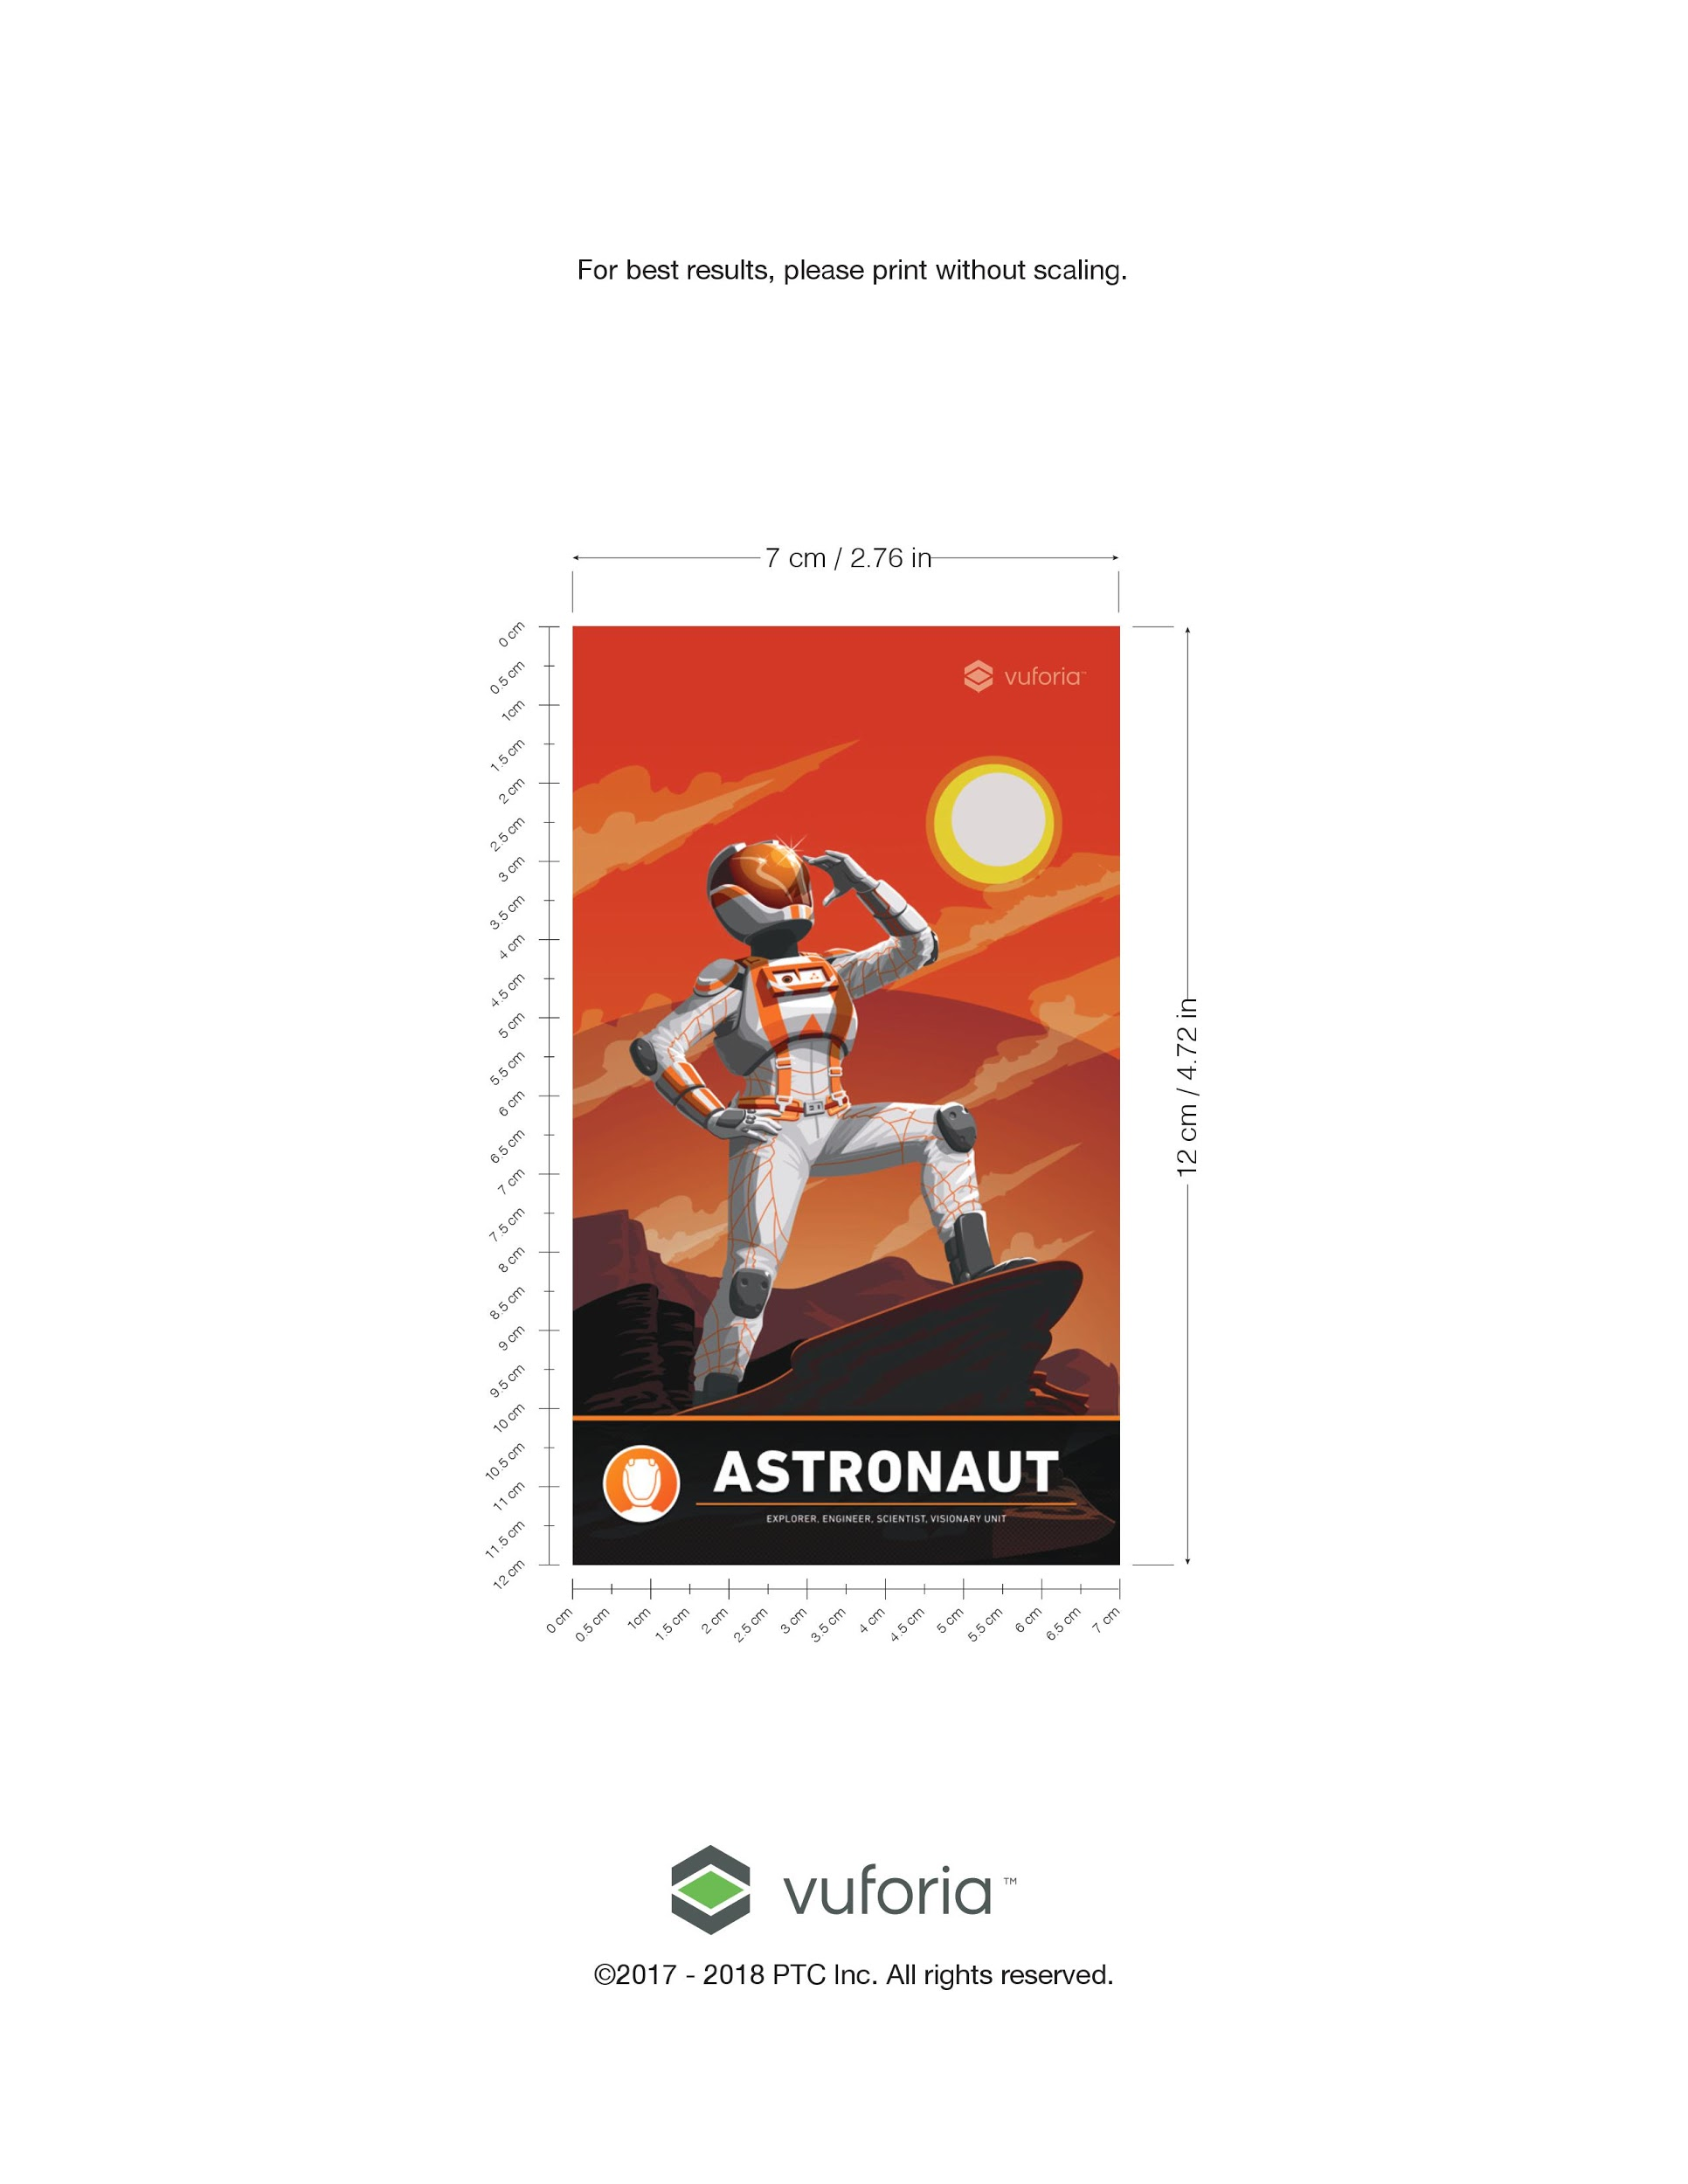 For best results, please print without scaling.
7 cm / 2.76 in
0 cm
0.5 cm
1cm
1.5 cm
2 cm
2.5 cm
3 cm
3.5 cm
4 cm
4.5 cm
5 cm
5.5 cm
6 cm
6.5 cm
7 cm
7.5 cm
8 cm
8.5 cm
9 cm
9.5 cm
10 cm
10.5 cm
11 cm
11.5 cm
12 cm
vuforia™
12 cm / 4.72 in
ASTRONAUT
EXPLORER, ENGINEER, SCIENTIST, VISIONARY UNIT
0 cm
0.5 cm
1cm
1.5 cm
2 cm
2.5 cm
3 cm
3.5 cm
4 cm
4.5 cm
5 cm
5.5 cm
6 cm
6.5 cm
7 cm
vuforia™
©2017 - 2018 PTC Inc. All rights reserved.